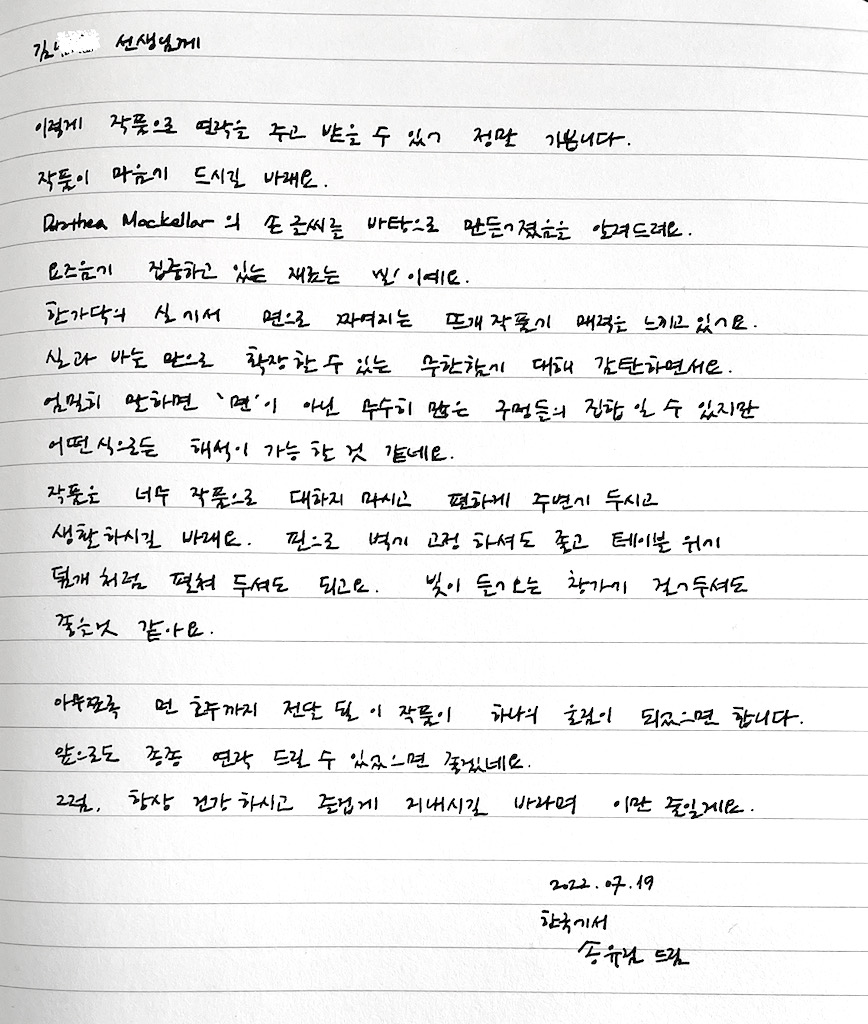 김 선생님께
이렇게 작품으로 연락을 주고 받을 수 있어 정말 기쁩니다.
작품이 마음에 드시길 바래요.
Dorothea Mackellar의 손글씨를 바탕으로 만들어졌음을 알려드려요.
요즈음에 집중하고 있는 재료는 '실'이예요.
한가닥의 실에서 면으로 짜여지는 뜨개 작품에 매력을 느끼고 있어요.
실과 바늘 만으로 확장할 수 있는 무한함에 대해 감탄하면서요.
엄밀히 말하면 '면'이 아닌 무수히 많은 구멍들의 집합 일 수 있지만
어떤식으로든 해석이 가능 할 것 같네요.
작품을 너무 작품으로 대하지 마시고 편하게 주변에 두시고
생활하시길 바래요. 핀으로 벽에 고정 하셔도 좋고 테이블 위에
덮개처럼 펼쳐 두셔도 되고요. 빛이 들어오는 창가에 걸어두셔도
좋을것 같아요.
아무쪼록 먼 호주까지 전달 될 이 작품이 하나의 울림이 되었으면 합니다.
앞으로도 종종 연락 드릴 수 있었으면 좋겠네요.
그럼, 항상 건강하시고 즐겁게 지내시길 바라며 이만 줄일게요.
2022.07.19
한국에서
송유림 드림